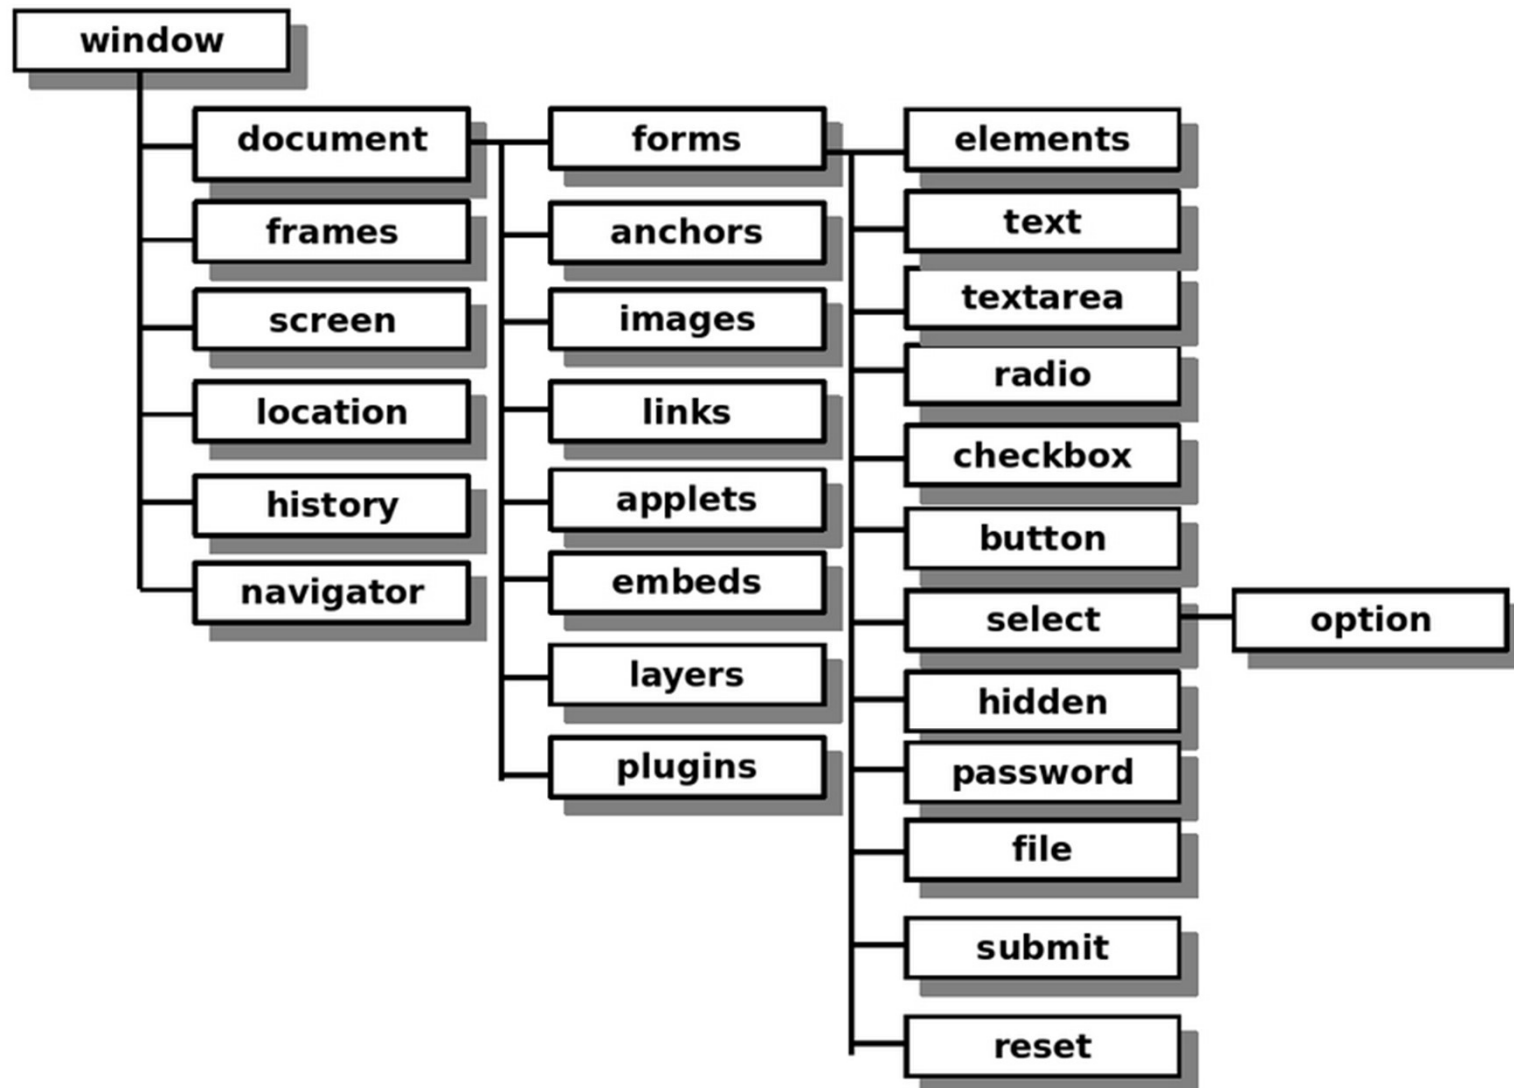 window
document
frames
screen
location
history
navigator
forms
anchors
images
links
applets
embeds
layers
plugins
elements
text
textarea
radio
checkbox
button
select
hidden
password
file
submit
reset
option